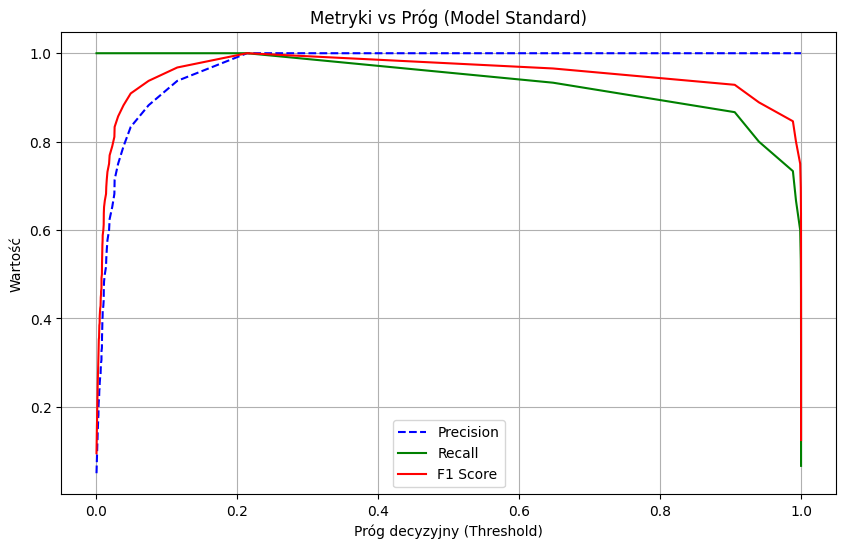 Metryki vs Próg (Model Standard)
Wartość
1.0
0.8
0.6
0.4
0.2
Precision
Recall
F1 Score
0.0 0.2 0.4 0.6 0.8 1.0
Próg decyzyjny (Threshold)